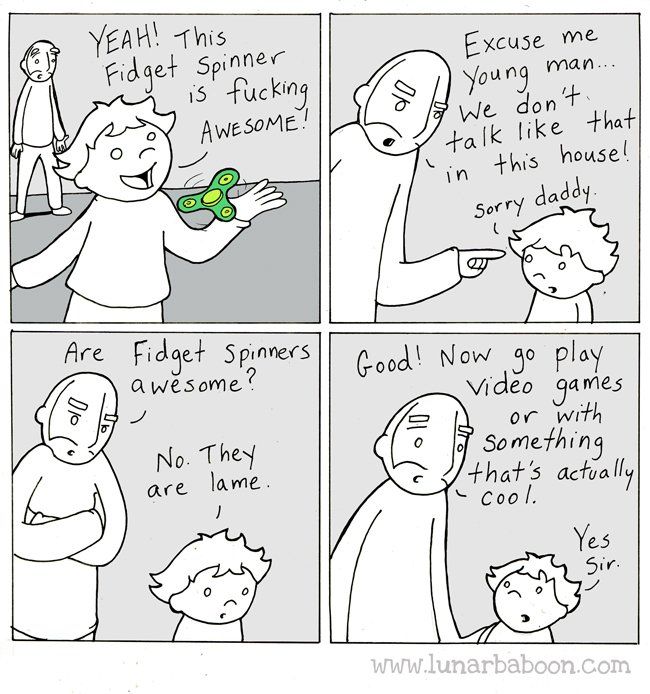 YEAH! This
Fidget Spinner
is fucking
AWESOME!
Excuse me
Young man...
We don't
talk like that
in this house!
sorry daddy.
Are Fidget Spinners
awesome?
No. They
are lame.
Good! Now go play
Video games
or with
Something
that's actually
cool.
Yes
Sir.
www.lunarbaboon.com